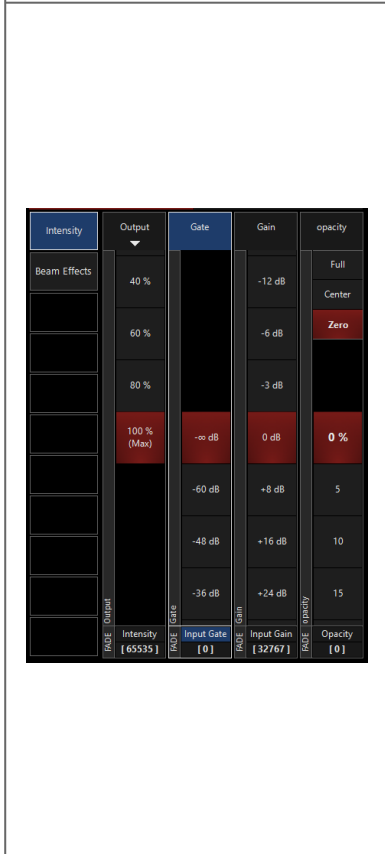 Intensity
Beam Effects
Output
40 %
60 %
80 %
100 %
(Max)
FADE Output
Intensity
[ 65535 ]
Gate
-∞ dB
-60 dB
-48 dB
-36 dB
FADE Gate
Input Gate
[ 0 ]
Gain
-12 dB
-6 dB
-3 dB
0 dB
+8 dB
+16 dB
+24 dB
FADE Gain
Input Gain
[ 32767 ]
opacity
Full
Center
Zero
0 %
5
10
15
FADE opacity
Opacity
[ 0 ]